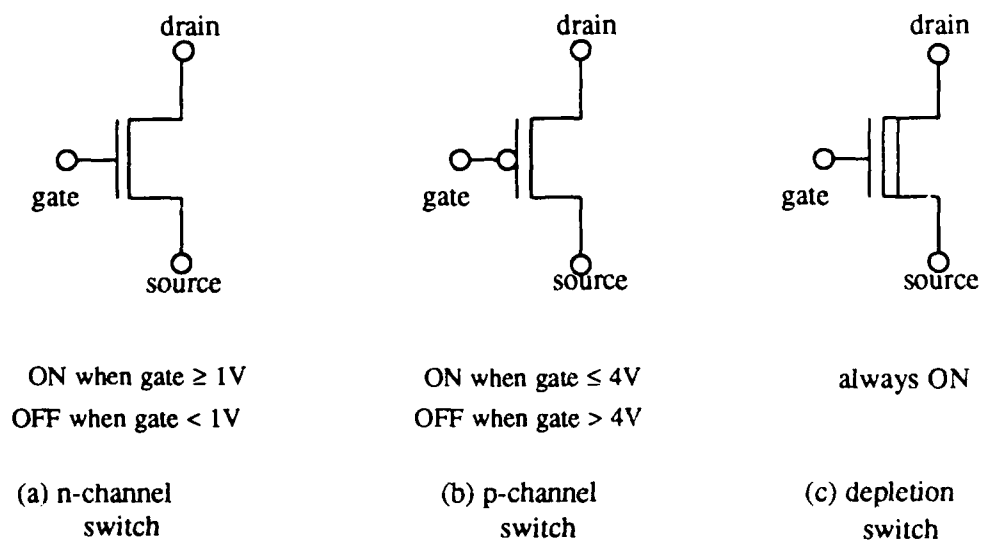 drain
drain
drain
gate
gate
gate
source
source
source
ON when gate ≥ 1V
OFF when gate < 1V
ON when gate ≤ 4V
OFF when gate > 4V
always ON
(a) n-channel
switch
(b) p-channel
switch
(c) depletion
switch